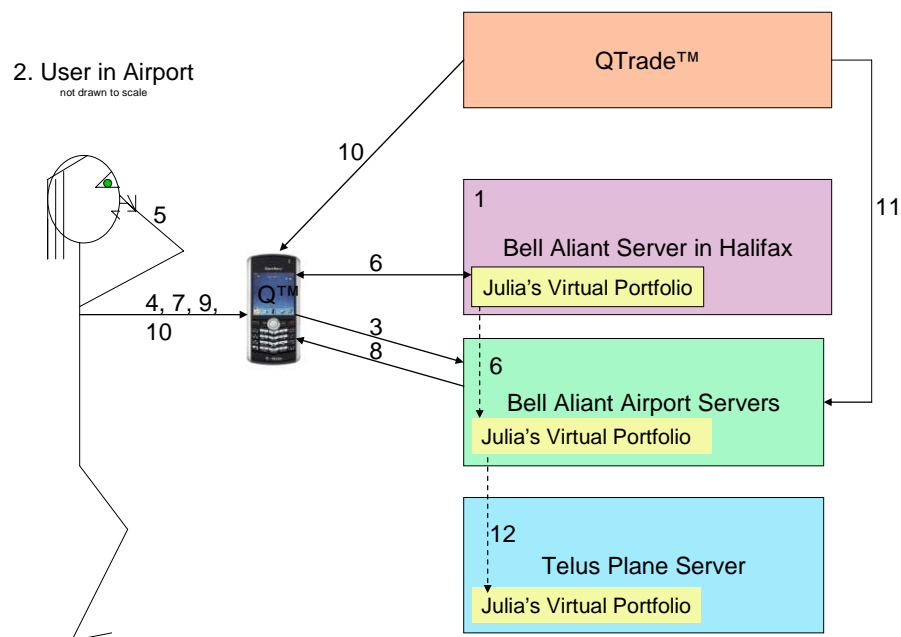 2. User in Airport
not drawn to scale
QTrade™
10
1
11
5
Bell Aliant Server in Halifax
6
Julia's Virtual Portfolio
Q™
4, 7, 9,
10
3
8
6
Bell Aliant Airport Servers
Julia's Virtual Portfolio
12
Telus Plane Server
Julia's Virtual Portfolio